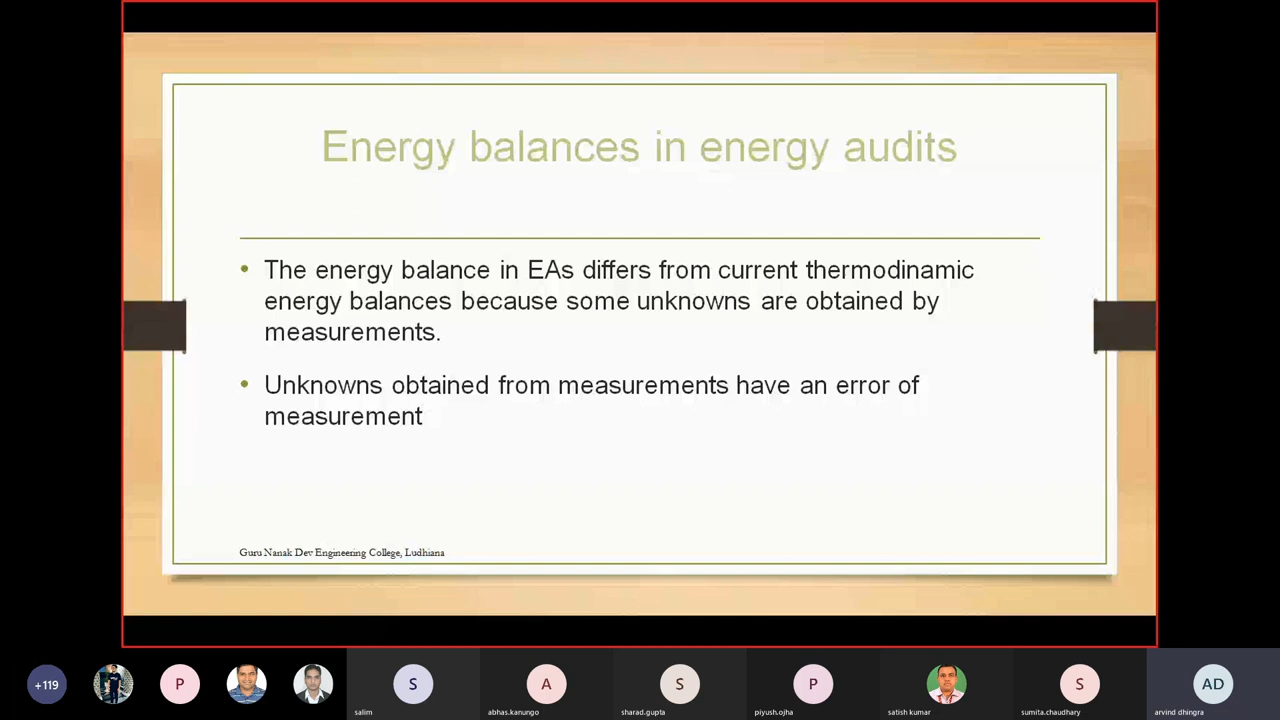 Energy balances in energy audits
• The energy balance in EAs differs from current thermodinamic
energy balances because some unknowns are obtained by
measurements.
• Unknowns obtained from measurements have an error of
measurement
Guru Nanak Dev Engineering College, Ludhiana
+119
P
S
A
S
P
S
AD
salim
abhas.kanungo
sharad.gupta
piyush.ojha
satish kumar
sumita.chaudhary
arvind dhingra